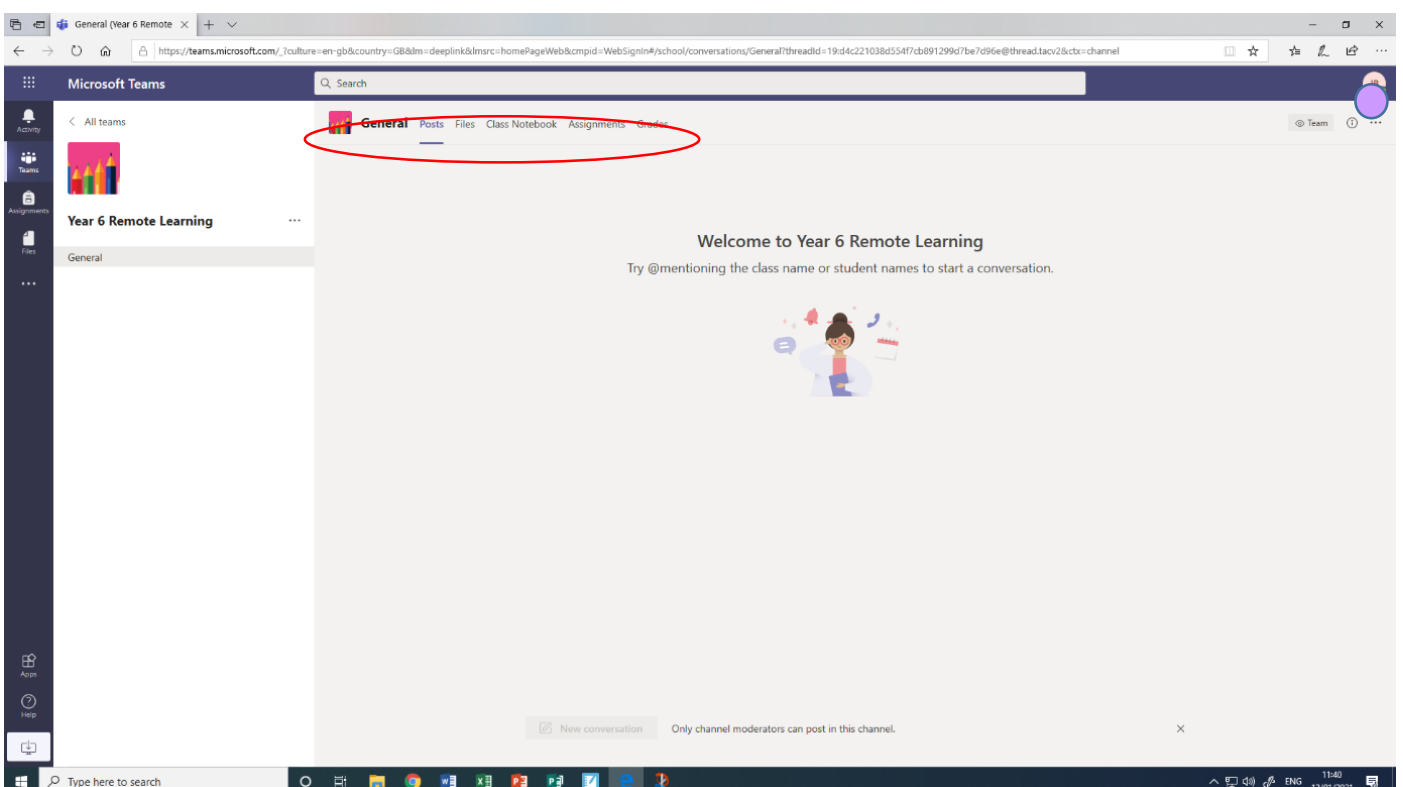 General (Year 6 Remote
https://teams.microsoft.com/_?culture=en-gb&country=GB&lm=deeplink&lmsrc=homePageWeb&cmpid=WebSignIn#/school/conversations/General?threadId=19:d4c221038d554f7cb891299d7be7d96e@thread.tacv2&ctx=channel
Microsoft Teams
Search
Activity
Teams
Assignments
Files
Apps
Help
All teams
Year 6 Remote Learning
General
General Posts Files Class Notebook Assignments Grades
Team
Welcome to Year 6 Remote Learning
Try @mentioning the class name or student names to start a conversation.
New conversation Only channel moderators can post in this channel.
Type here to search
ENG
11:40